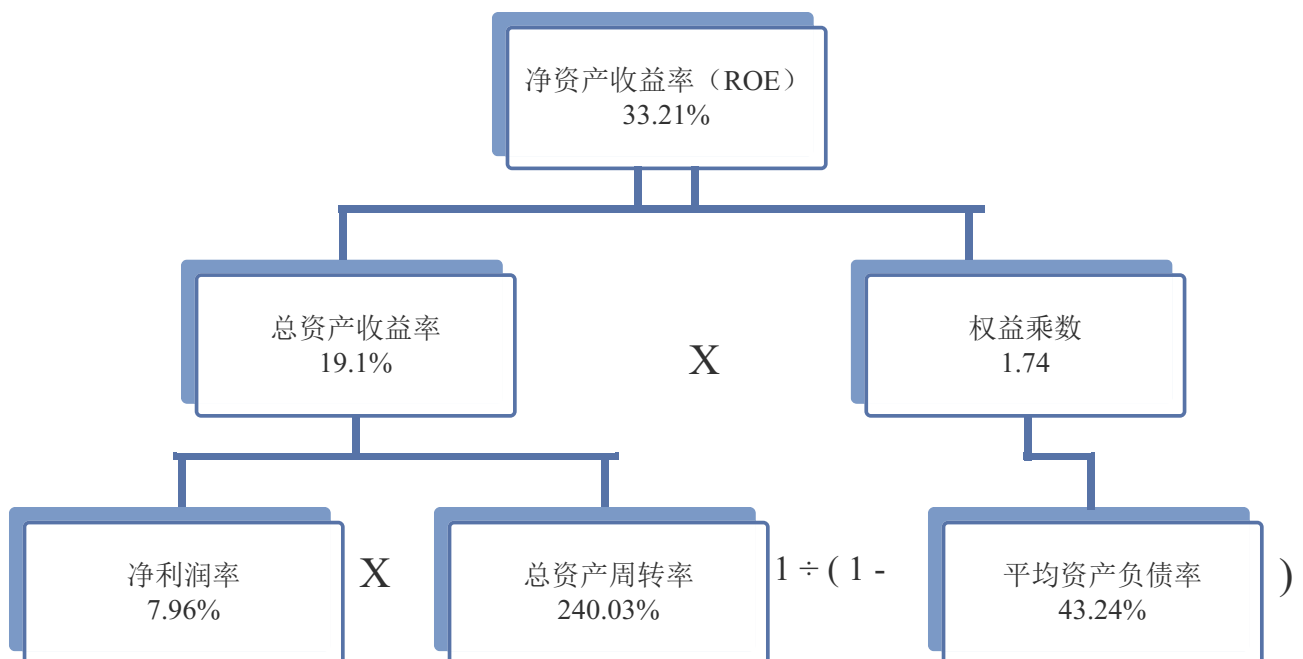 净资产收益率（ROE）
33.21%
总资产收益率
19.1%
X
权益乘数
1.74
净利润率
7.96%
X
总资产周转率
240.03%
1 ÷ ( 1 -
平均资产负债率
43.24%
)